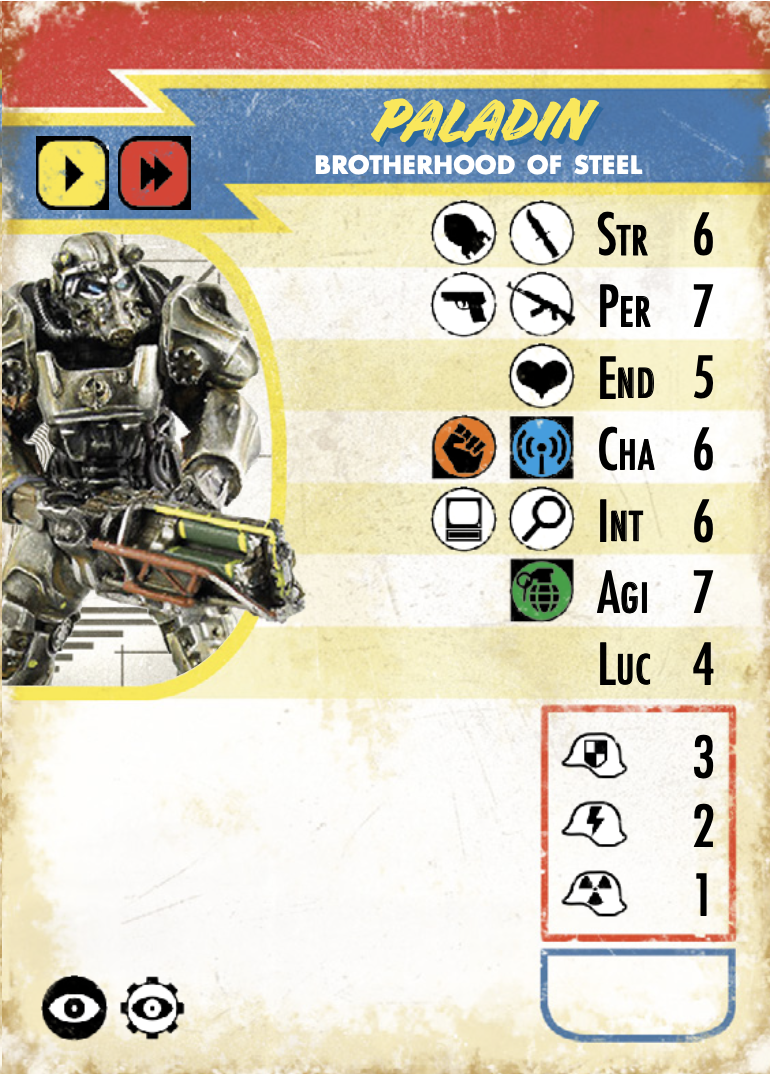 PALADIN
BROTHERHOOD OF STEEL
STR 6
PER 7
END 5
CHA 6
INT 6
AGI 7
LUC 4
3
2
1